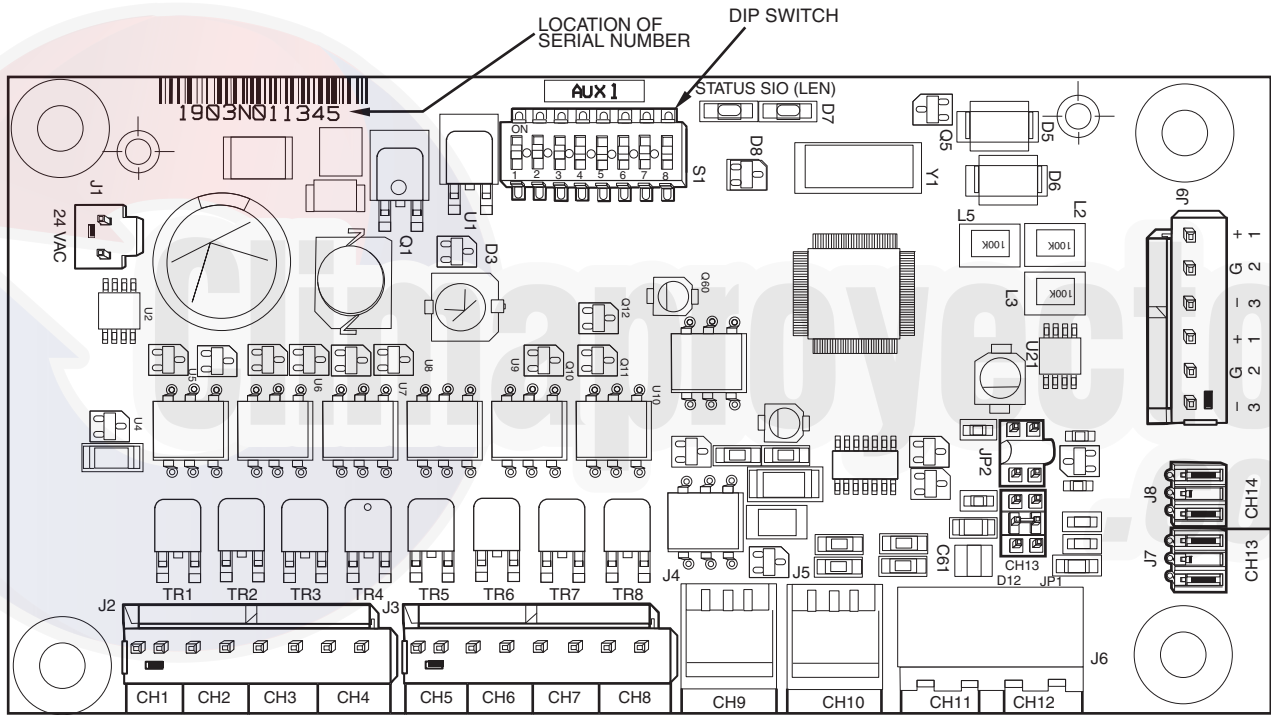 LOCATION OF
SERIAL NUMBER
DIP SWITCH
1903N011345
AUX 1
STATUS SIO (LEN)
D7
ON
1 2 3 4 5 6 7 8
S1
D8
Y1
Q5
D5
D6
J1
24 VAC
U1
Q1
D3
L5
L2
100K
100K
L3
100K
J9
+ 1
G 2
– 3
+ 1
G 2
– 3
U2
Q60
Q12
U21
U5
U6
U7
U8
U9
Q10
Q11
U10
U4
JP2
J8
CH14
J7
CH13
C61
CH13
D12
JP1
TR1 TR2 TR3 TR4 TR5 TR6 TR7 TR8
J2
J3
J4
J5
J6
CH1 CH2 CH3 CH4 CH5 CH6 CH7 CH8 CH9 CH10 CH11 CH12
Climaproyecto
.co